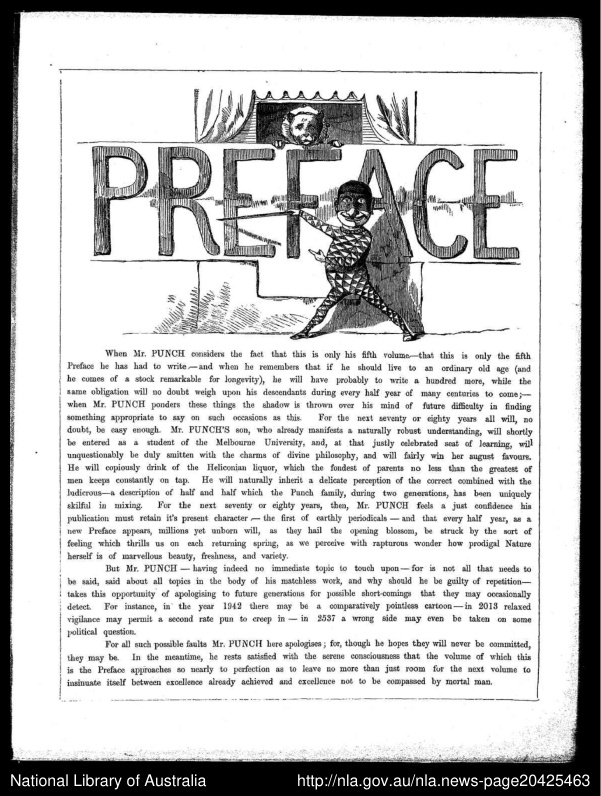 PREFACE
When Mr. PUNCH considers the fact that this is only his fifth volume—that this is only the fifth
Preface he has had to write—and when he remembers that if he should live to an ordinary old age (and
he comes of a stock remarkable for longevity), he will have probably to write a hundred more, while the
same obligation will no doubt weigh upon his descendants during every half year of many centuries to come;—
when Mr. PUNCH ponders these things the shadow is thrown over his mind of future difficulty in finding
something appropriate to say on such occasions as this. For the next seventy or eighty years all will, no
doubt, be easy enough. Mr. PUNCH'S son, who already manifests a naturally robust understanding, will shortly
be entered as a student of the Melbourne University, and, at that justly celebrated seat of learning, will
unquestionably be duly smitten with the charms of divine philosophy, and will fairly win her august favours.
He will copiously drink of the Heliconian liquor, which the fondest of parents no less than the greatest of
men keeps constantly on tap. He will naturally inherit a delicate perception of the correct combined with the
ludicrous—a description of half and half which the Punch family, during two generations, has been uniquely
skilful in mixing. For the next seventy or eighty years, then, Mr. PUNCH feels a just confidence his
publication must retain it's present character :— the first of earthly periodicals — and that every half year, as a
new Preface appears, millions yet unborn will, as they hail the opening blossom, be struck by the sort of
feeling which thrills us on each returning spring, as we perceive with rapturous wonder how prodigal Nature
herself is of marvellous beauty, freshness, and variety.
But Mr. PUNCH — having indeed no immediate topic to touch upon — for is not all that needs to
be said, said about all topics in the body of his matchless work, and why should he be guilty of repetition—
takes this opportunity of apologising to future generations for possible short-comings that they may occasionally
detect. For instance, in the year 1942 there may be a comparatively pointless cartoon — in 2013 relaxed
vigilance may permit a second rate pun to creep in — in 2537 a wrong side may even be taken on some
political question.
For all such possible faults Mr. PUNCH here apologises; for, though he hopes they will never be committed,
they may be. In the meantime, he rests satisfied with the serene consciousness that the volume of which this
is the Preface approaches so nearly to perfection as to leave no more than just room for the next volume to
insinuate itself between excellence already achieved and excellence not to be compassed by mortal man.
National Library of Australia
http://nla.gov.au/nla.news-page20425463